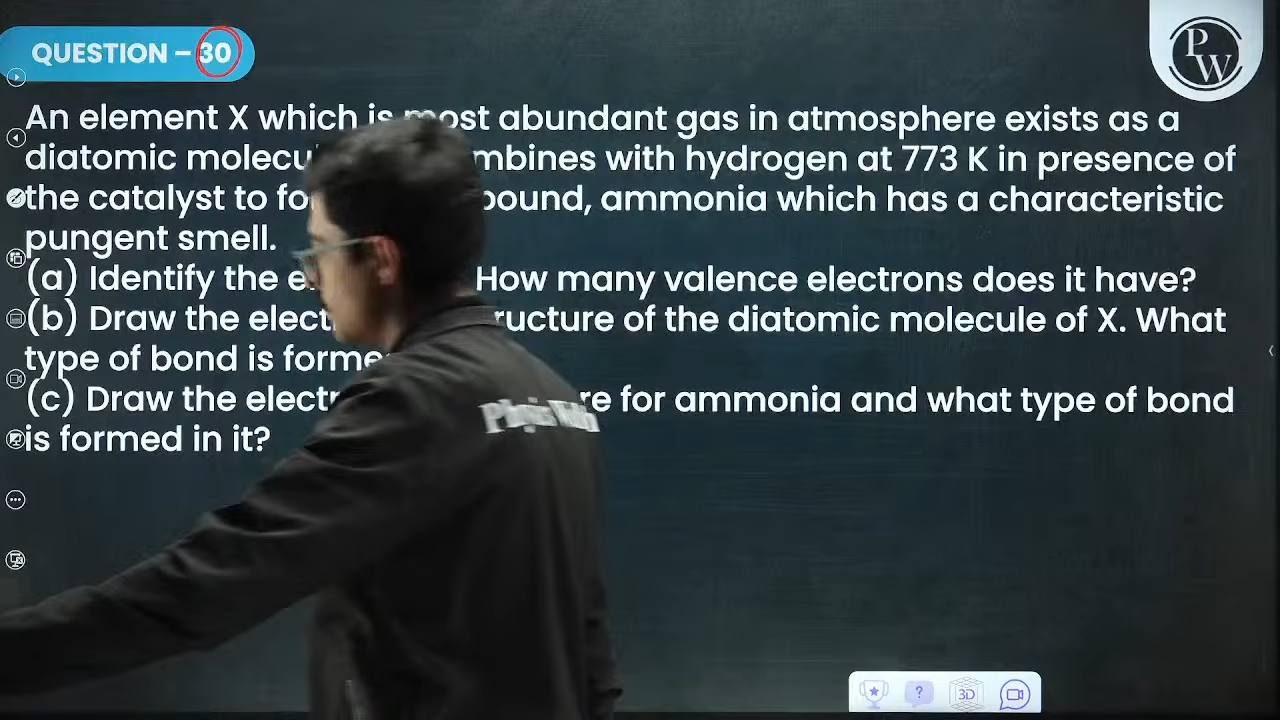 QUESTION – 30
P
W
An element X which is most abundant gas in atmosphere exists as a
diatomic molecu mbines with hydrogen at 773 K in presence of
the catalyst to fo ound, ammonia which has a characteristic
pungent smell.
(a) Identify the e How many valence electrons does it have?
(b) Draw the elect ructure of the diatomic molecule of X. What
type of bond is forme
(c) Draw the electr re for ammonia and what type of bond
is formed in it?
?
3D